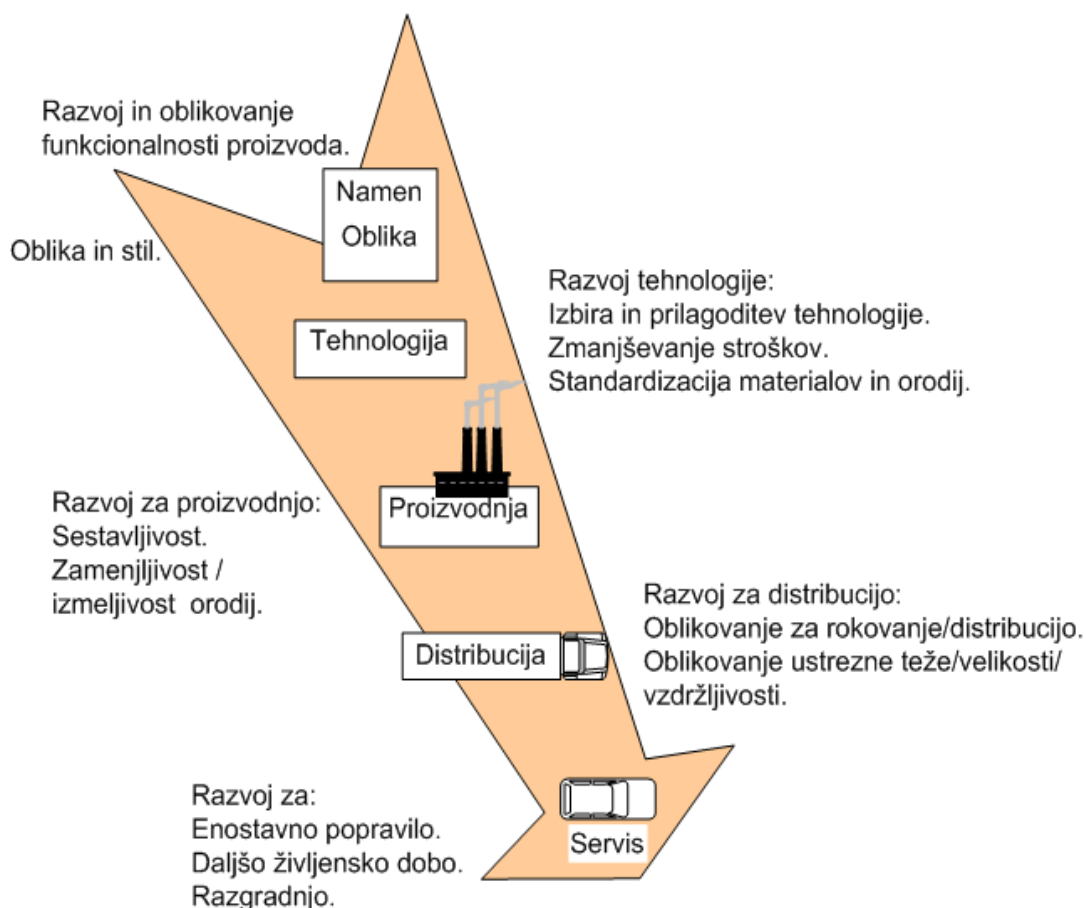 Razvoj in oblikovanje
funkcionalnosti proizvoda.
Namen
Oblika
Oblika in stil.
Razvoj tehnologije:
Izbira in prilagoditev tehnologije.
Zmanjševanje stroškov.
Standardizacija materialov in orodij.
Tehnologija
Razvoj za proizvodnjo:
Sestavljivost.
Zamenjljivost /
izmeljivost  orodij.
Proizvodnja
Razvoj za distribucijo:
Oblikovanje za rokovanje/distribucijo.
Oblikovanje ustrezne teže/velikosti/
vzdržljivosti.
Distribucija
Razvoj za:
Enostavno popravilo.
Daljšo življensko dobo.
Razgradnjo.
Servis